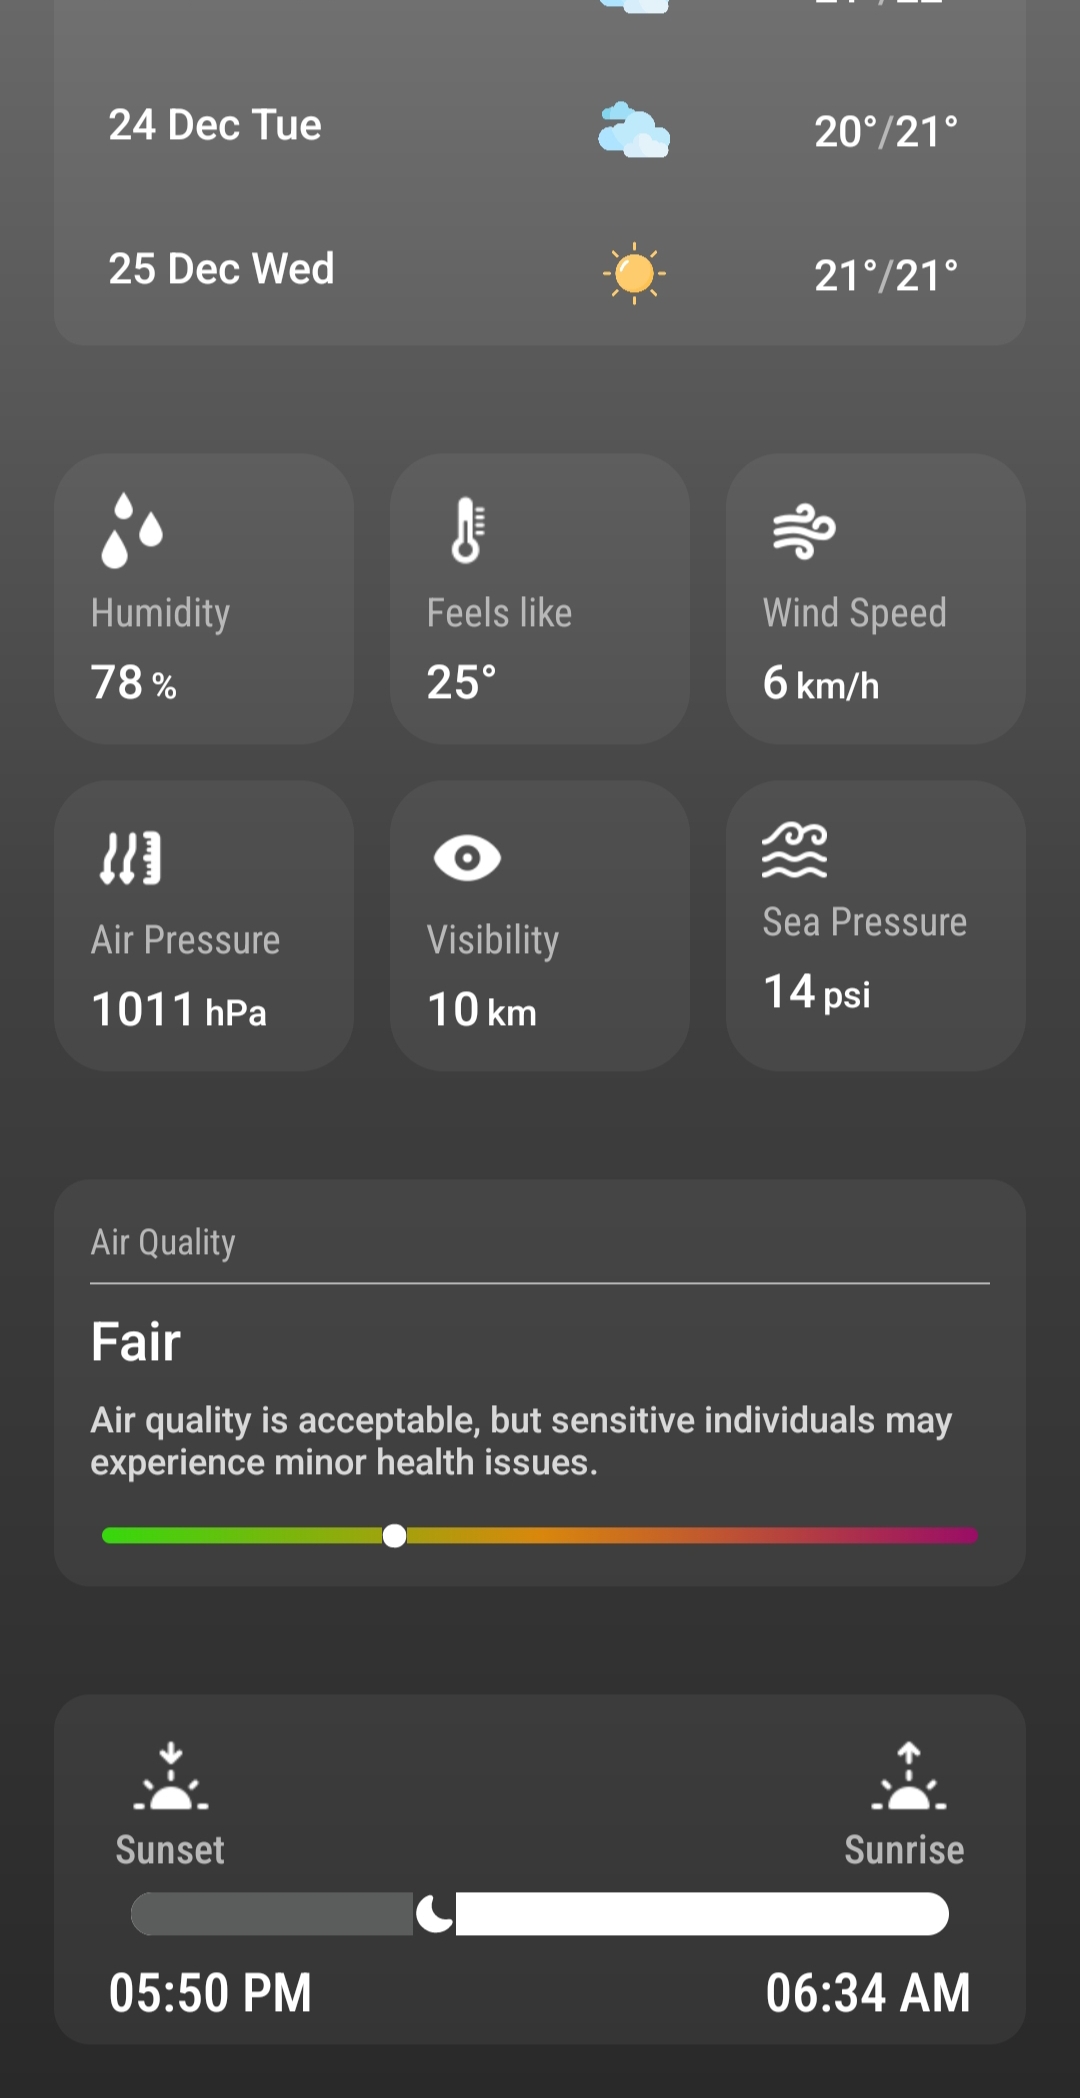 24 Dec Tue 20°/21°
25 Dec Wed 21°/21°
Humidity
78 %
Feels like
25°
Wind Speed
6 km/h
Air Pressure
1011 hPa
Visibility
10 km
Sea Pressure
14 psi
Air Quality
Fair
Air quality is acceptable, but sensitive individuals may
experience minor health issues.
Sunset
Sunrise
05:50 PM
06:34 AM